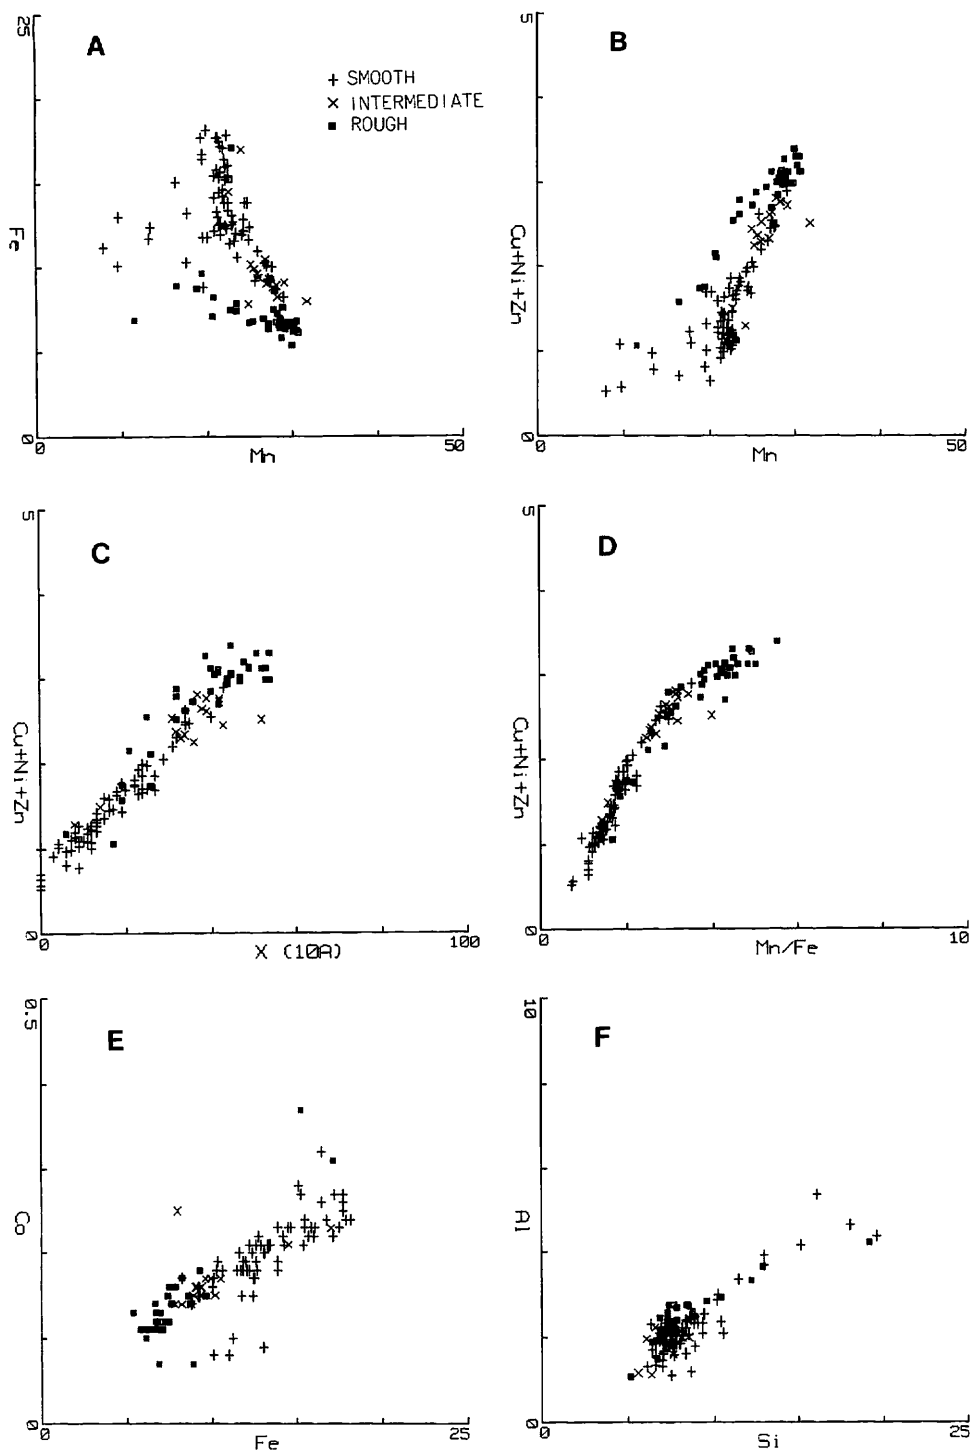 A
25
Fe
0
0
Mn
50
+ SMOOTH
× INTERMEDIATE
■ ROUGH
B
5
Cu+Ni+Zn
0
0
Mn
50
C
5
Cu+Ni+Zn
0
0
X (10A)
100
D
5
Cu+Ni+Zn
0
0
Mn/Fe
10
E
0.5
Co
0
0
Fe
25
F
10
Al
0
0
Si
25